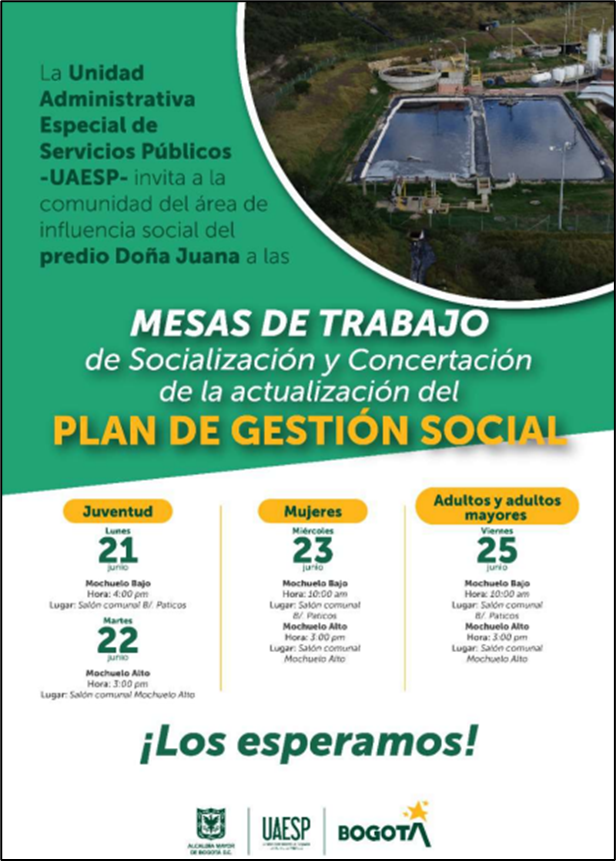 La Unidad
Administrativa
Especial de
Servicios Públicos
-UAESP- invita a la
comunidad del área de
influencia social del
predio Doña Juana a las
MESAS DE TRABAJO
de Socialización y Concertación
de la actualización del
PLAN DE GESTIÓN SOCIAL
Juventud
Lunes
21
junio
Mochuelo Bajo
Hora: 4:00 pm
Lugar: Salón comunal B/. Paticos
Martes
22
junio
Mochuelo Alto
Hora: 3:00 pm
Lugar: Salón comunal Mochuelo Alto
Mujeres
Miércoles
23
junio
Mochuelo Bajo
Hora: 10:00 am
Lugar: Salón comunal
B/. Paticos
Mochuelo Alto
Hora: 3:00 pm
Lugar: Salón comunal
Mochuelo Alto
Adultos y adultos
mayores
Viernes
25
junio
Mochuelo Bajo
Hora: 10:00 am
Lugar: Salón comunal
B/. Paticos
Mochuelo Alto
Hora: 3:00 pm
Lugar: Salón comunal
Mochuelo Alto
¡Los esperamos!
ALCALDÍA MAYOR
DE BOGOTÁ D.C.
UAESP
BOGOTÁ